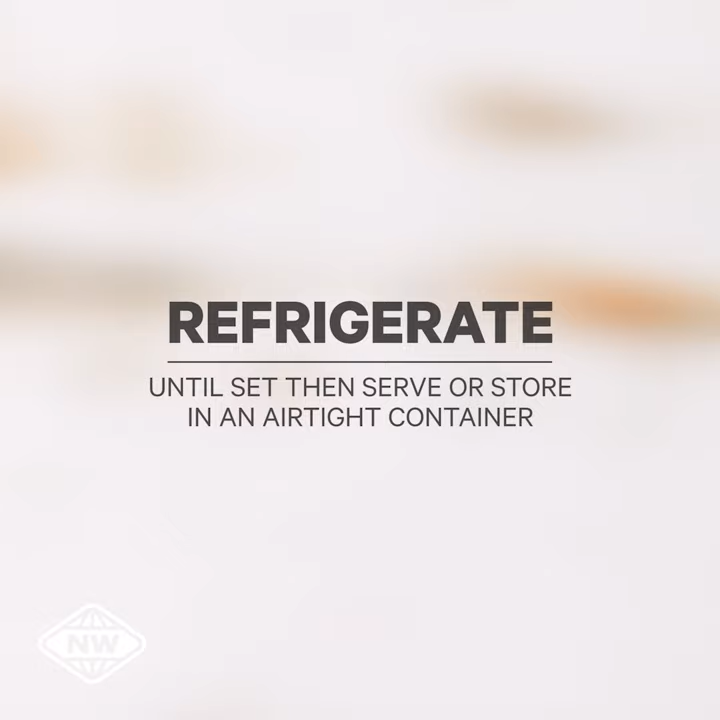 REFRIGERATE
UNTIL SET THEN SERVE OR STORE
IN AN AIRTIGHT CONTAINER
NW